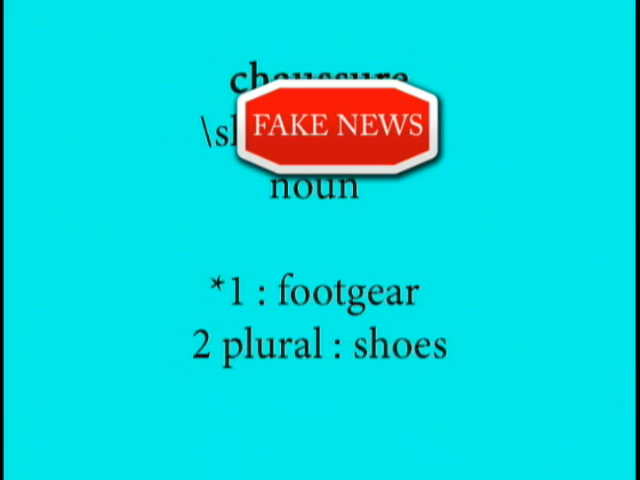 chaussure
FAKE NEWS
noun
*1 : footgear
2 plural : shoes